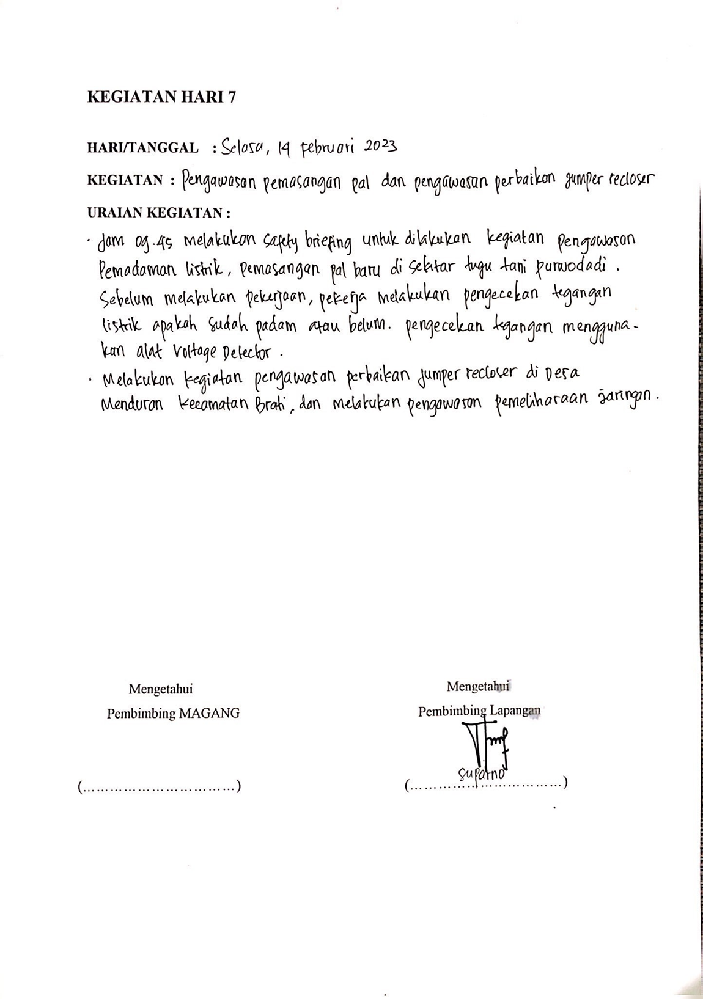 KEGIATAN HARI 7
HARI/TANGGAL : Selasa, 14 Februari 2023
KEGIATAN : Pengawasan pemasangan pal dan pengawasan perbaikan jumper recloser
URAIAN KEGIATAN :
· Jam 09.45 melakukan safety briefing untuk dilakukan kegiatan pengawasan
Pemadaman listrik, pemasangan pal baru di sekitar tugu tani purwodadi .
Sebelum melakukan pekerjaan, pekerja melakukan pengecekan tegangan
listrik apakah sudah padam atau belum. pengecekan tegangan mengguna-
kan alat Voltage Detector .
· Melakukan kegiatan pengawasan perbaikan jumper recloser di Desa
Menduran Kecamatan Brati, dan melakukan pengawasan pemeliharaan jaringan .
Mengetahui
Pembimbing MAGANG
(................................)
Mengetahui
Pembimbing Lapangan
suparno
(................................)